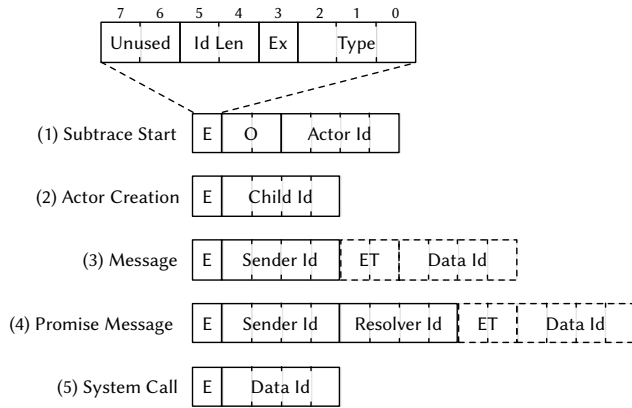 7 6 5 4 3 2 1 0
Unused Id Len Ex Type
(1) Subtrace Start E O Actor Id
(2) Actor Creation E Child Id
(3) Message E Sender Id ET Data Id
(4) Promise Message E Sender Id Resolver Id ET Data Id
(5) System Call E Data Id